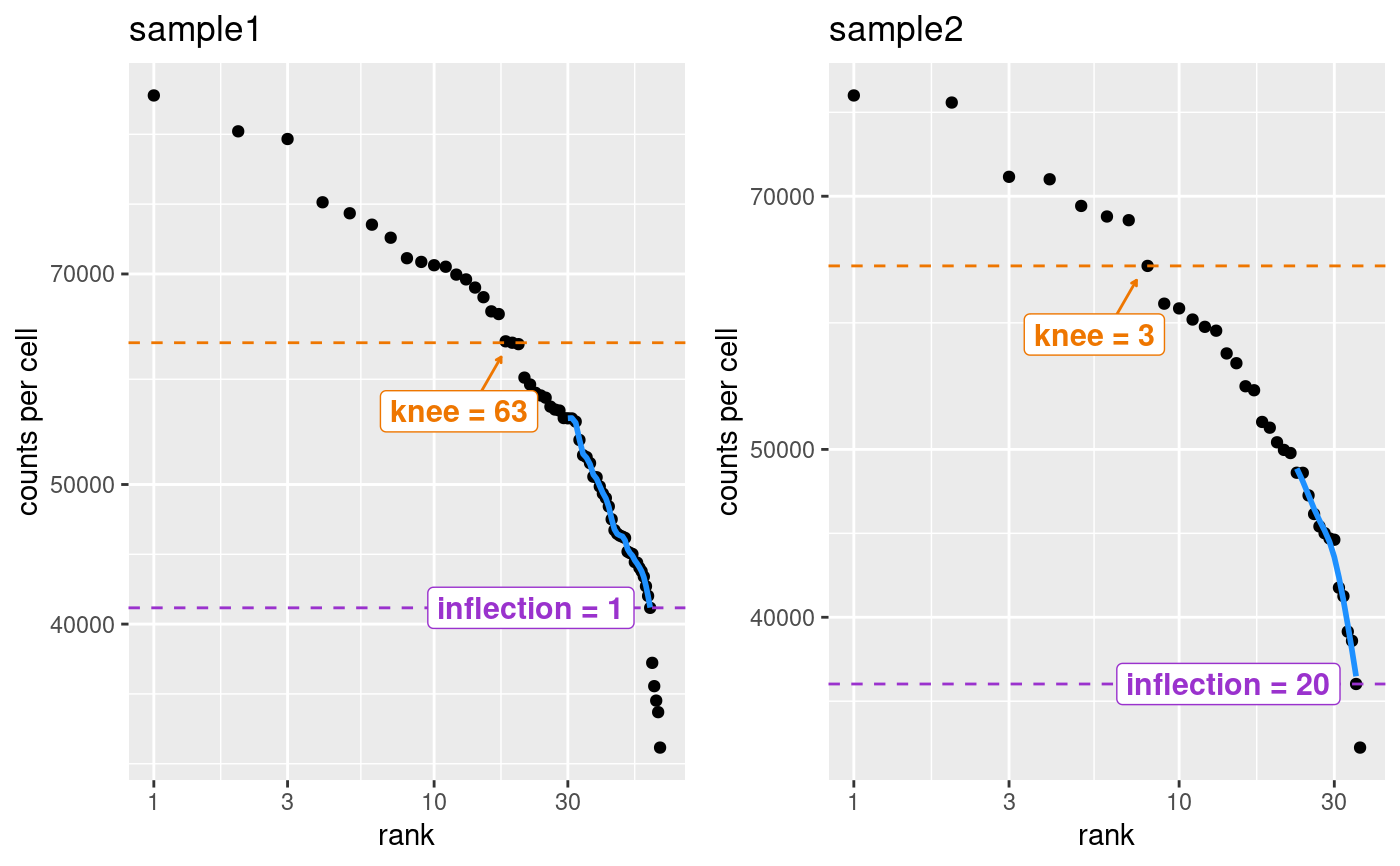 sample1
counts per cell
70000
50000
40000
knee = 63
inflection = 1
1
3
10
30
rank
sample2
counts per cell
70000
50000
40000
knee = 3
inflection = 20
1
3
10
30
rank